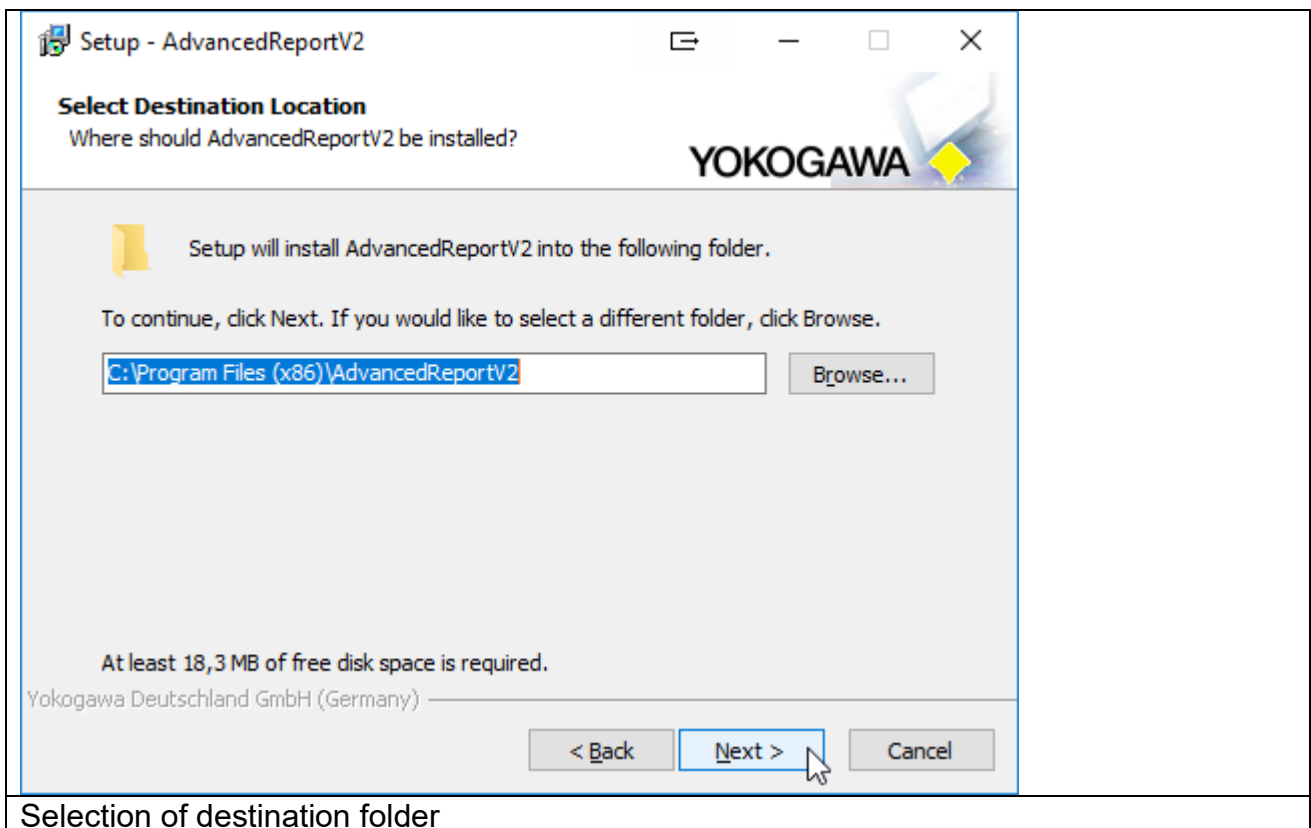 Setup - AdvancedReportV2
Select Destination Location
Where should AdvancedReportV2 be installed?
YOKOGAWA
Setup will install AdvancedReportV2 into the following folder.
To continue, click Next. If you would like to select a different folder, click Browse.
C:\Program Files (x86)\AdvancedReportV2
Browse...
At least 18,3 MB of free disk space is required.
Yokogawa Deutschland GmbH (Germany)
< Back Next > Cancel
Selection of destination folder